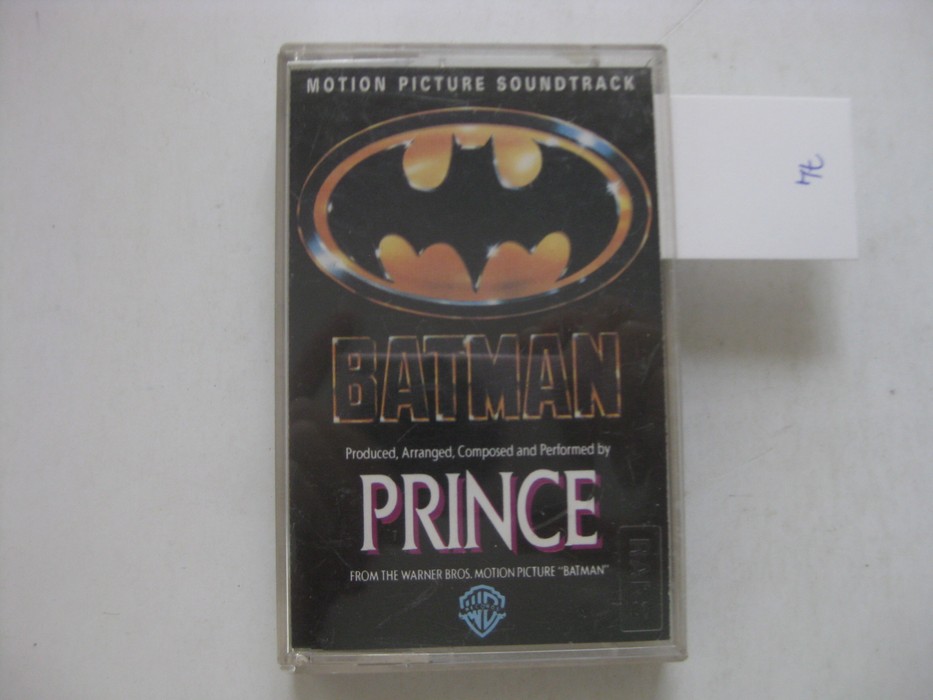 MOTION PICTURE SOUNDTRACK
BATMAN
Produced, Arranged, Composed and Performed by
PRINCE
FROM THE WARNER BROS. MOTION PICTURE "BATMAN"